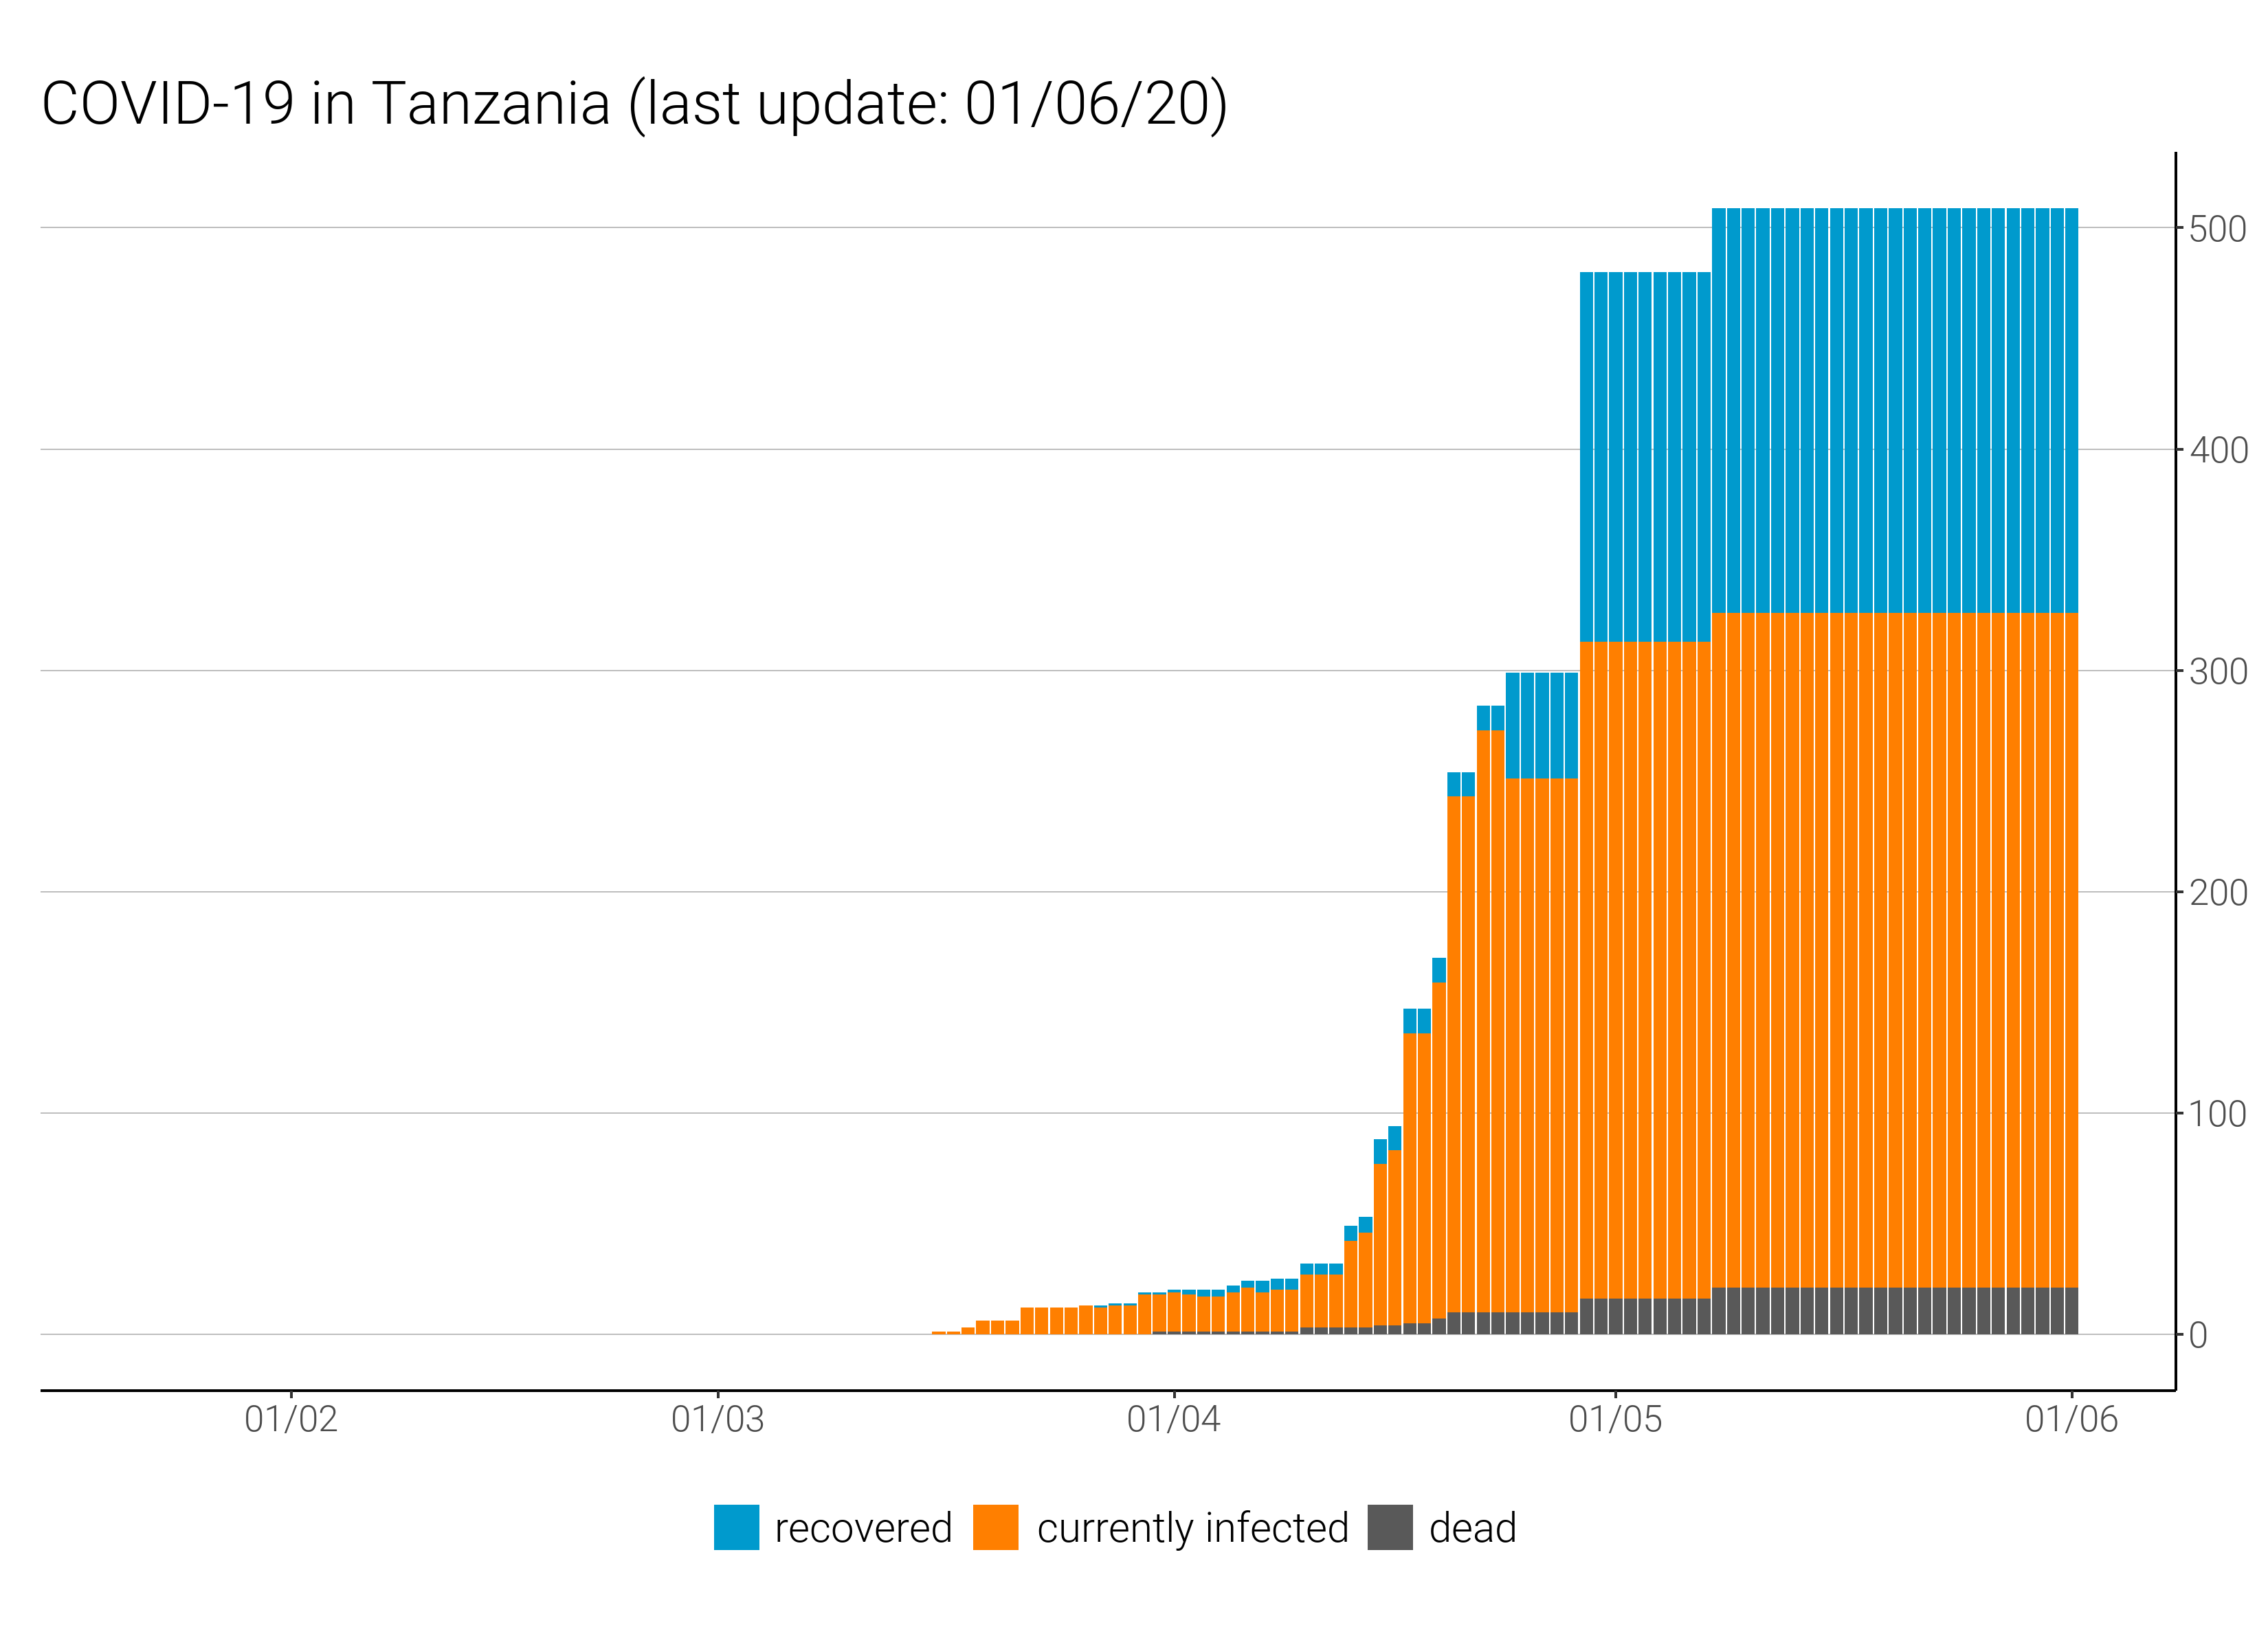 COVID-19 in Tanzania (last update: 01/06/20)
500
400
300
200
100
0
01/02 01/03 01/04 01/05 01/06
recovered currently infected dead